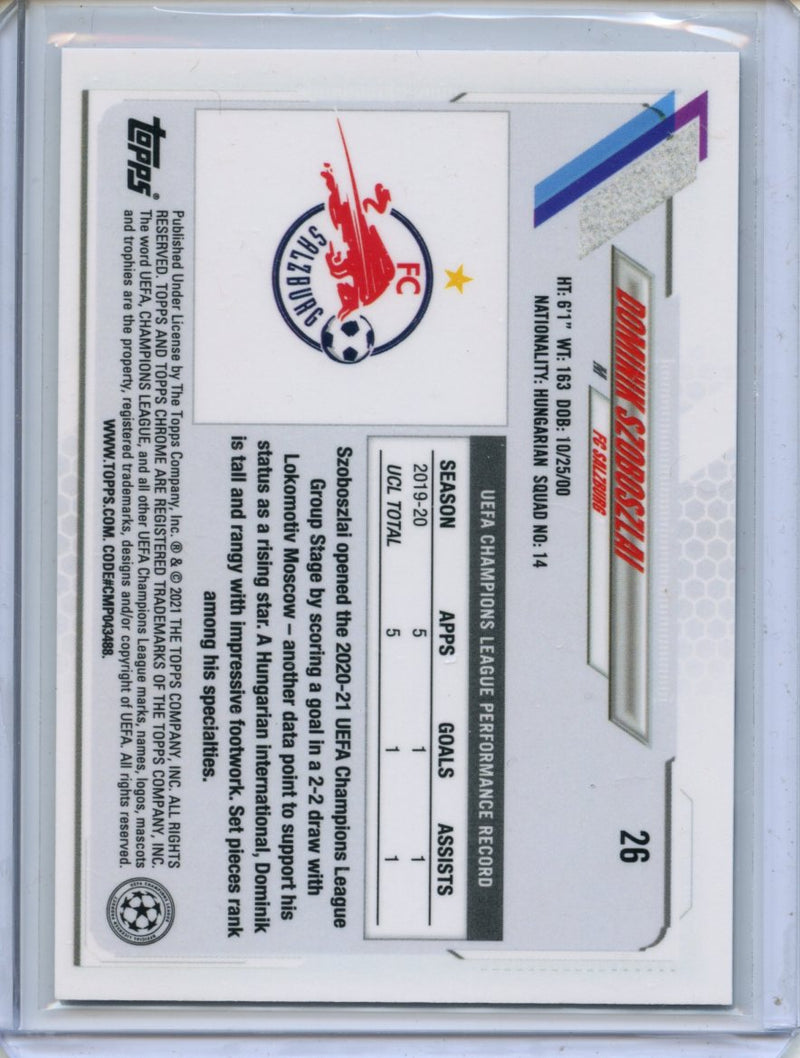 26
DOMINIK SZOBOSZLAI
M
FC SALZBURG
HT: 6'1" WT: 163 DOB: 10/25/00
NATIONALITY: HUNGARIAN SQUAD NO: 14
FC
SALZBURG
UEFA CHAMPIONS LEAGUE PERFORMANCE RECORD
SEASON APPS GOALS ASSISTS
2019-20 5 1 1
UCL TOTAL 5 1 1
Szoboszlai opened the 2020-21 UEFA Champions League
Group Stage by scoring a goal in a 2-2 draw with
Lokomotiv Moscow – another data point to support his
status as a rising star. A Hungarian international, Dominik
is tall and rangy with impressive footwork. Set pieces rank
among his specialties.
topps®
Published Under License by The Topps Company, Inc. ® & © 2021 THE TOPPS COMPANY, INC. ALL RIGHTS
RESERVED. TOPPS AND TOPPS CHROME ARE REGISTERED TRADEMARKS OF THE TOPPS COMPANY, INC.
The word UEFA, CHAMPIONS LEAGUE, and all other UEFA Champions League marks, names, logos, mascots
and trophies are the property, registered trademarks, designs and/or copyright of UEFA. All rights reserved.
WWW.TOPPS.COM. CODE#CMP043488.